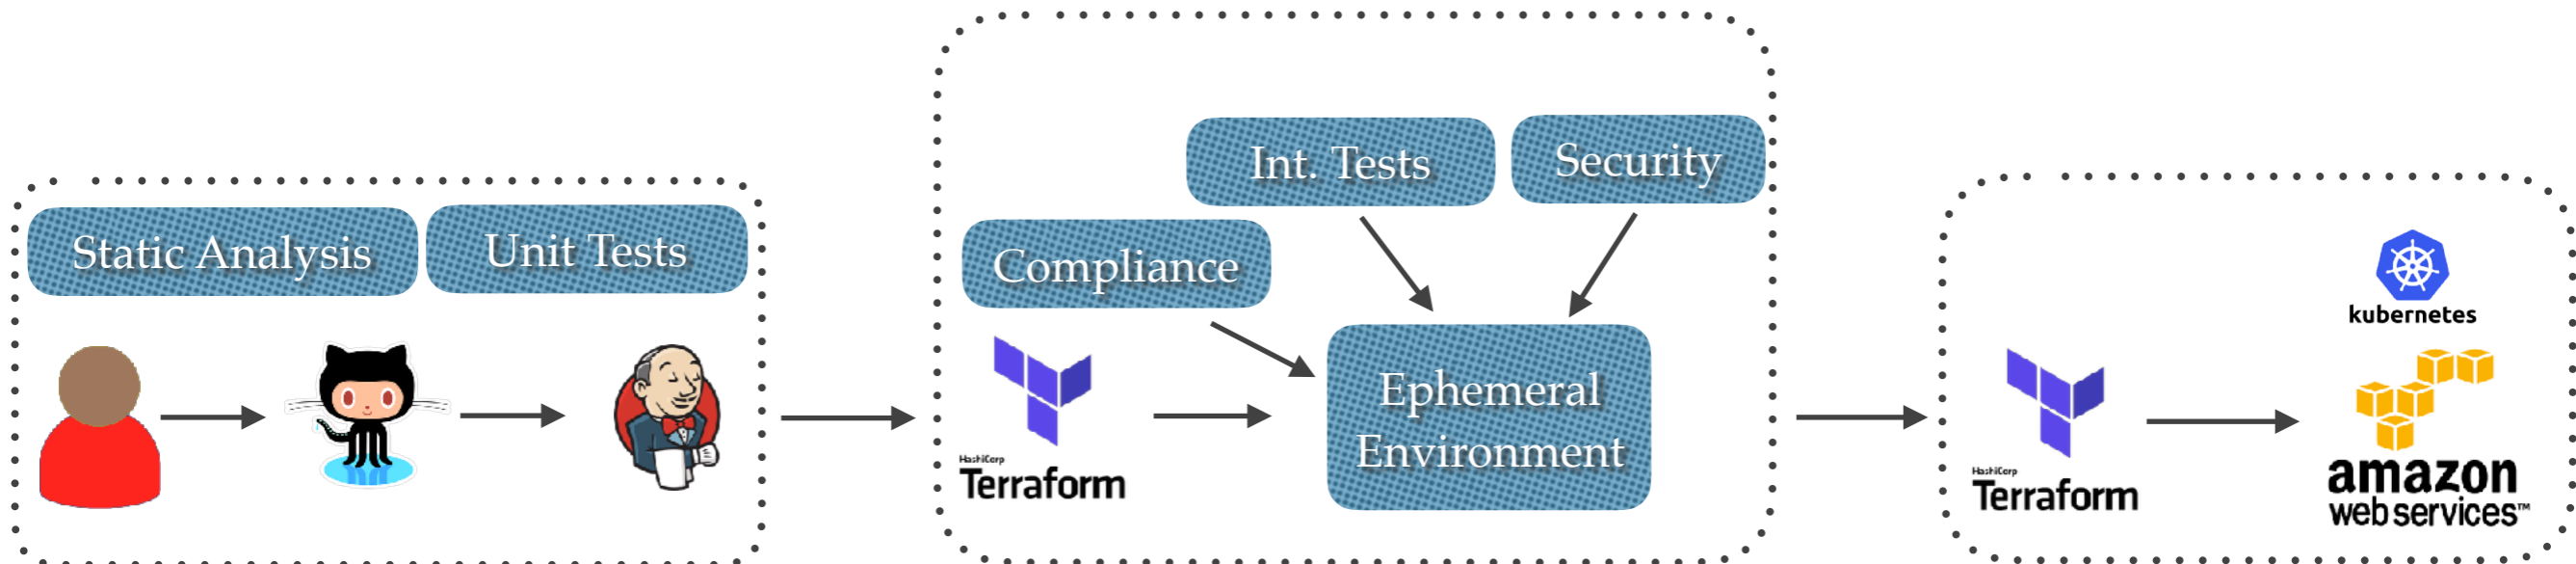 Static Analysis
Unit Tests
Compliance
Int. Tests
Security
HashiCorp
Terraform
Ephemeral
Environment
HashiCorp
Terraform
kubernetes
amazon
web services™